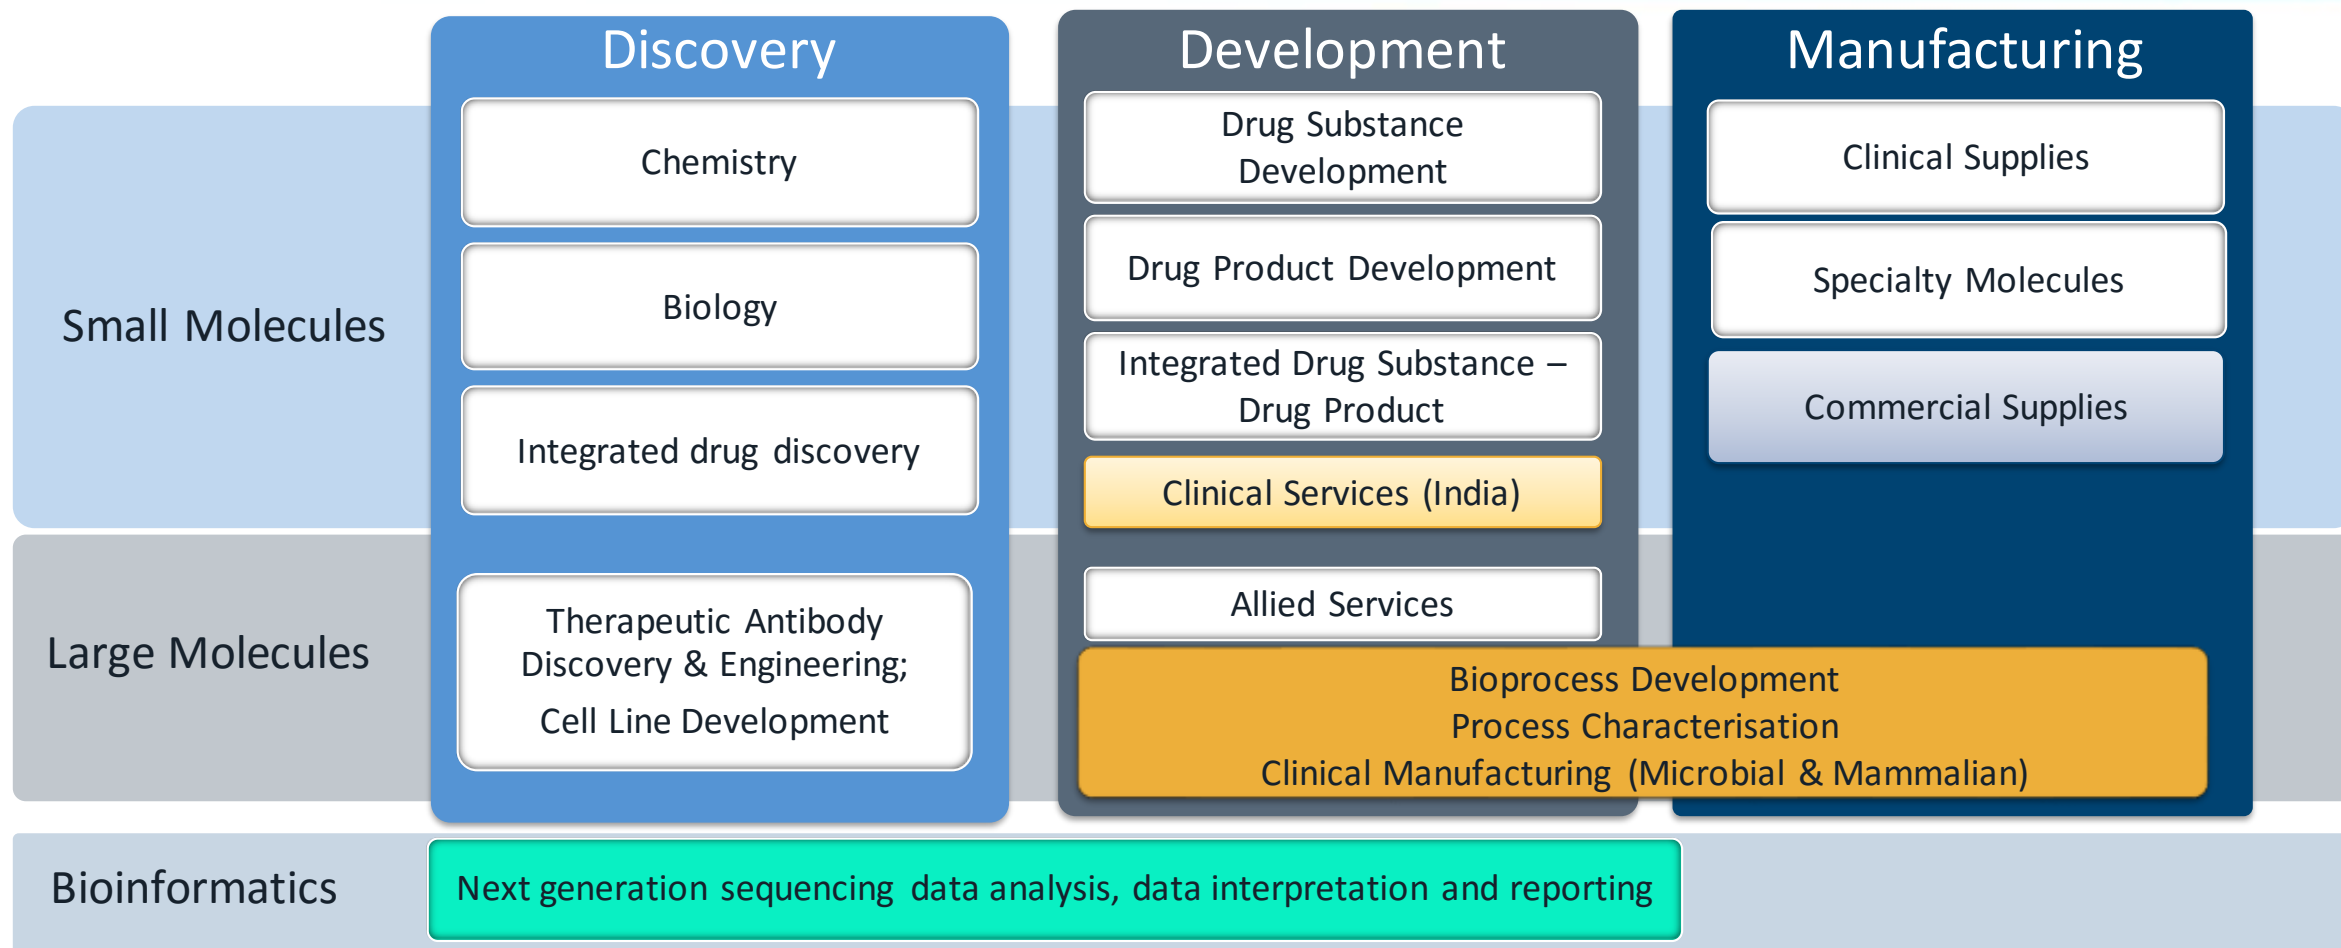 Discovery
Development
Manufacturing
Small Molecules
Chemistry
Biology
Integrated drug discovery
Drug Substance
Development
Drug Product Development
Integrated Drug Substance –
Drug Product
Clinical Services (India)
Clinical Supplies
Specialty Molecules
Commercial Supplies
Large Molecules
Therapeutic Antibody
Discovery & Engineering;
Cell Line Development
Allied Services
Bioprocess Development
Process Characterisation
Clinical Manufacturing (Microbial & Mammalian)
Bioinformatics
Next generation sequencing data analysis, data interpretation and reporting